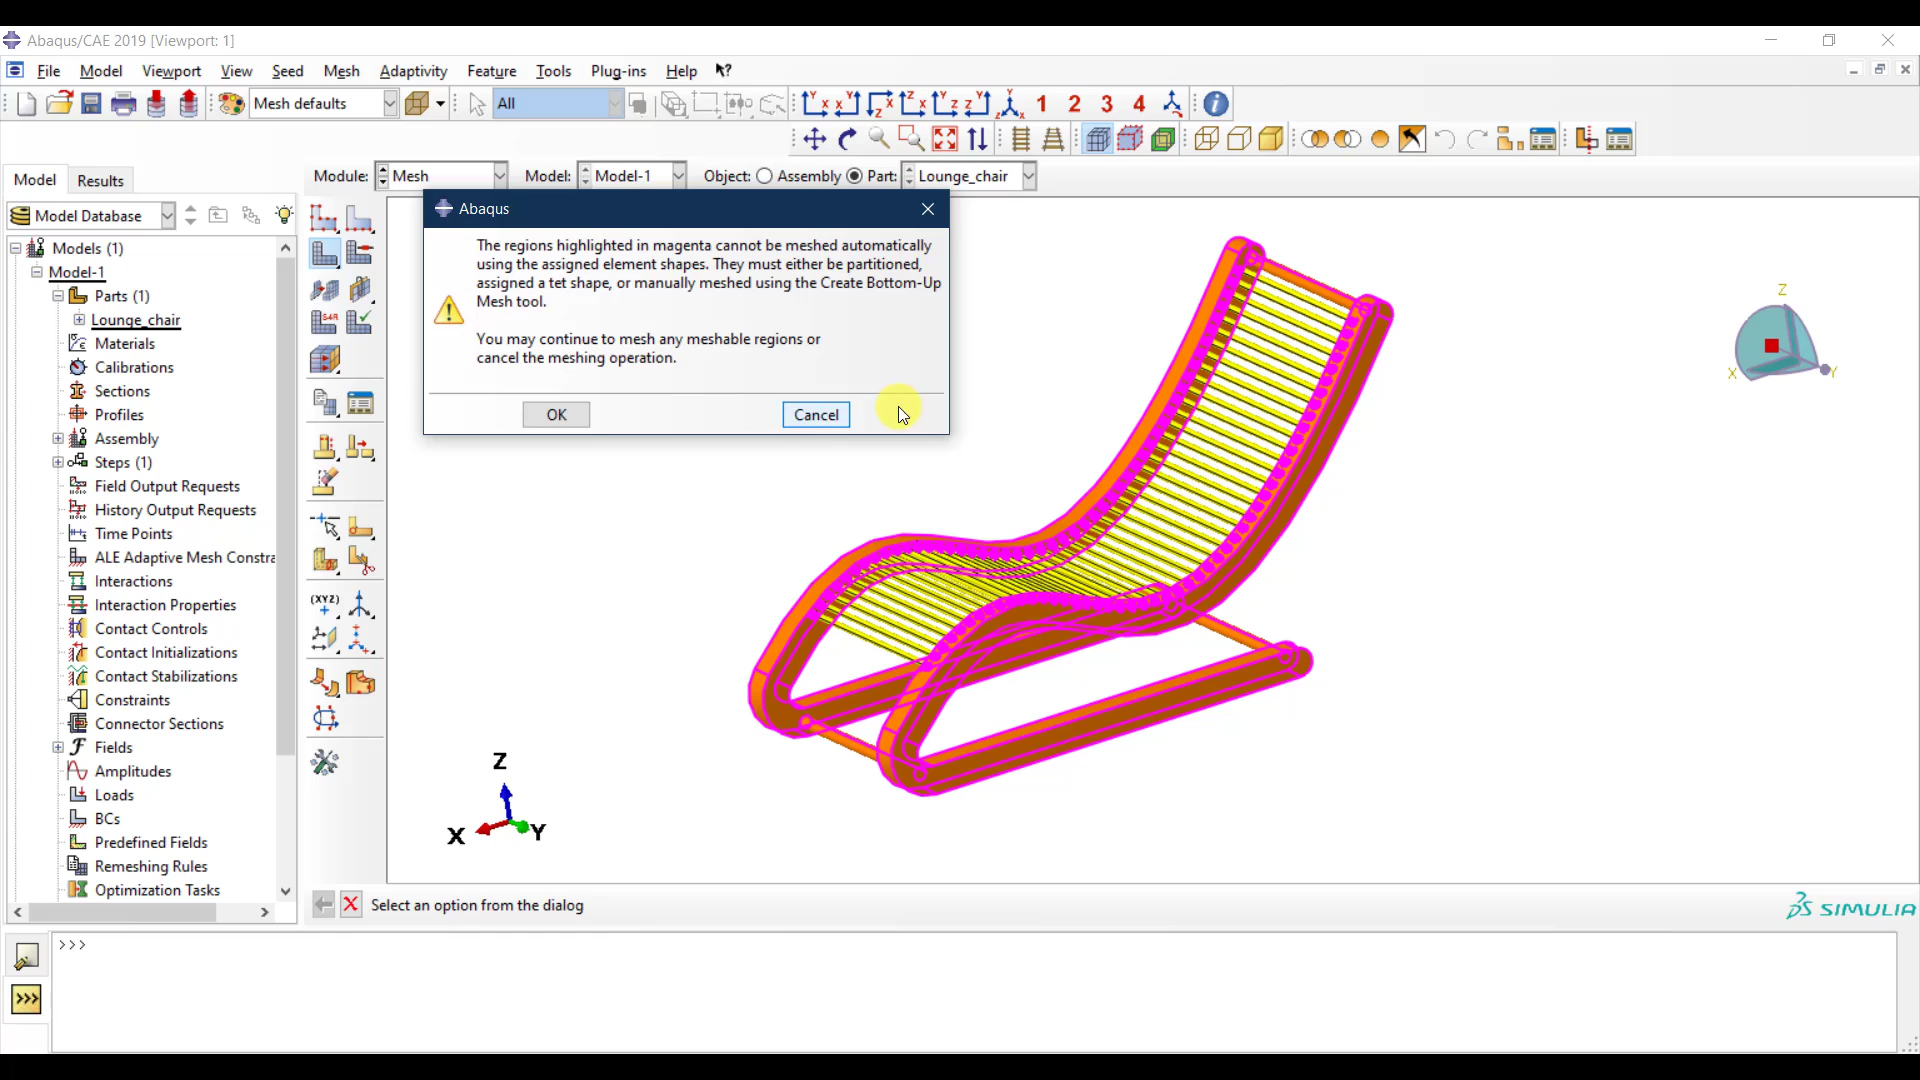 Abaqus/CAE 2019 [Viewport: 1]
File Model Viewport View Seed Mesh Adaptivity Feature Tools Plug-ins Help
Mesh defaults All 1 2 3 4
Model Results
Module: Mesh Model: Model-1 Object: Assembly Part: Lounge_chair
Model Database
Models (1)
Model-1
Parts (1)
Lounge_chair
Materials
Calibrations
Sections
Profiles
Assembly
Steps (1)
Field Output Requests
History Output Requests
Time Points
ALE Adaptive Mesh Constra
Interactions
Interaction Properties
Contact Controls
Contact Initializations
Contact Stabilizations
Constraints
Connector Sections
Fields
Amplitudes
Loads
BCs
Predefined Fields
Remeshing Rules
Optimization Tasks
(XYZ)
Abaqus
The regions highlighted in magenta cannot be meshed automatically
using the assigned element shapes. They must either be partitioned,
assigned a tet shape, or manually meshed using the Create Bottom-Up
Mesh tool.
You may continue to mesh any meshable regions or
cancel the meshing operation.
OK Cancel
Z
X Y
Z
X Y
Select an option from the dialog
SIMULIA
>>>
>>>